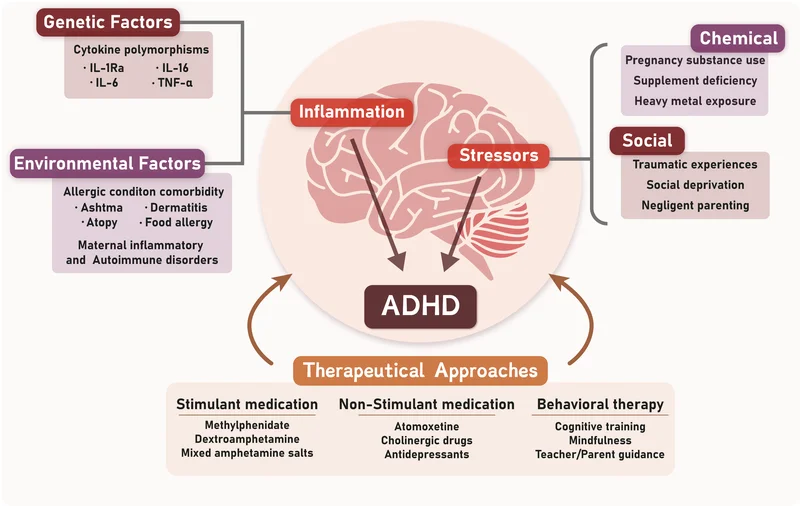 Genetic Factors
Cytokine polymorphisms
· IL-1Ra · IL-16
· IL-6 · TNF-α
Environmental Factors
Allergic conditon comorbidity
· Ashtma · Dermatitis
· Atopy · Food allergy
Maternal inflammatory
and Autoimmune disorders
Inflammation
Stressors
Chemical
Pregnancy substance use
Supplement deficiency
Heavy metal exposure
Social
Traumatic experiences
Social deprivation
Negligent parenting
ADHD
Therapeutical Approaches
Stimulant medication
Methylphenidate
Dextroamphetamine
Mixed amphetamine salts
Non-Stimulant medication
Atomoxetine
Cholinergic drugs
Antidepressants
Behavioral therapy
Cognitive training
Mindfulness
Teacher/Parent guidance